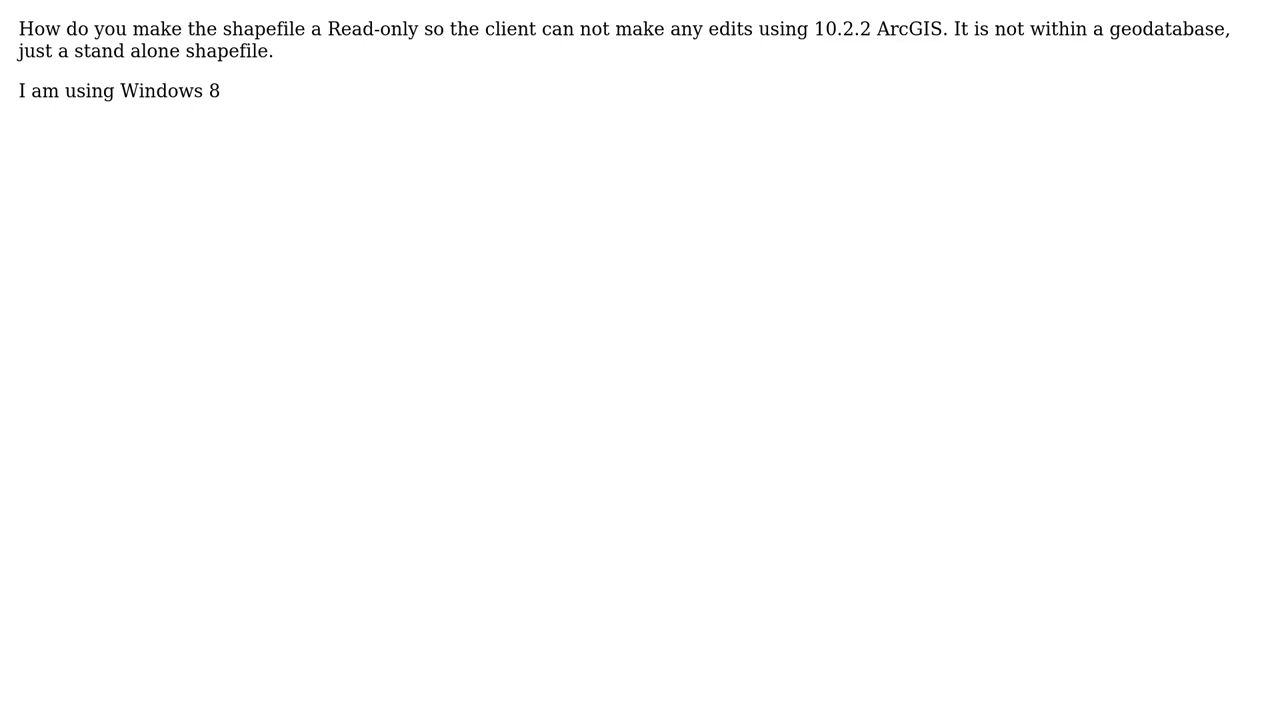 How do you make the shapefile a Read-only so the client can not make any edits using 10.2.2 ArcGIS. It is not within a geodatabase,
just a stand alone shapefile.
I am using Windows 8